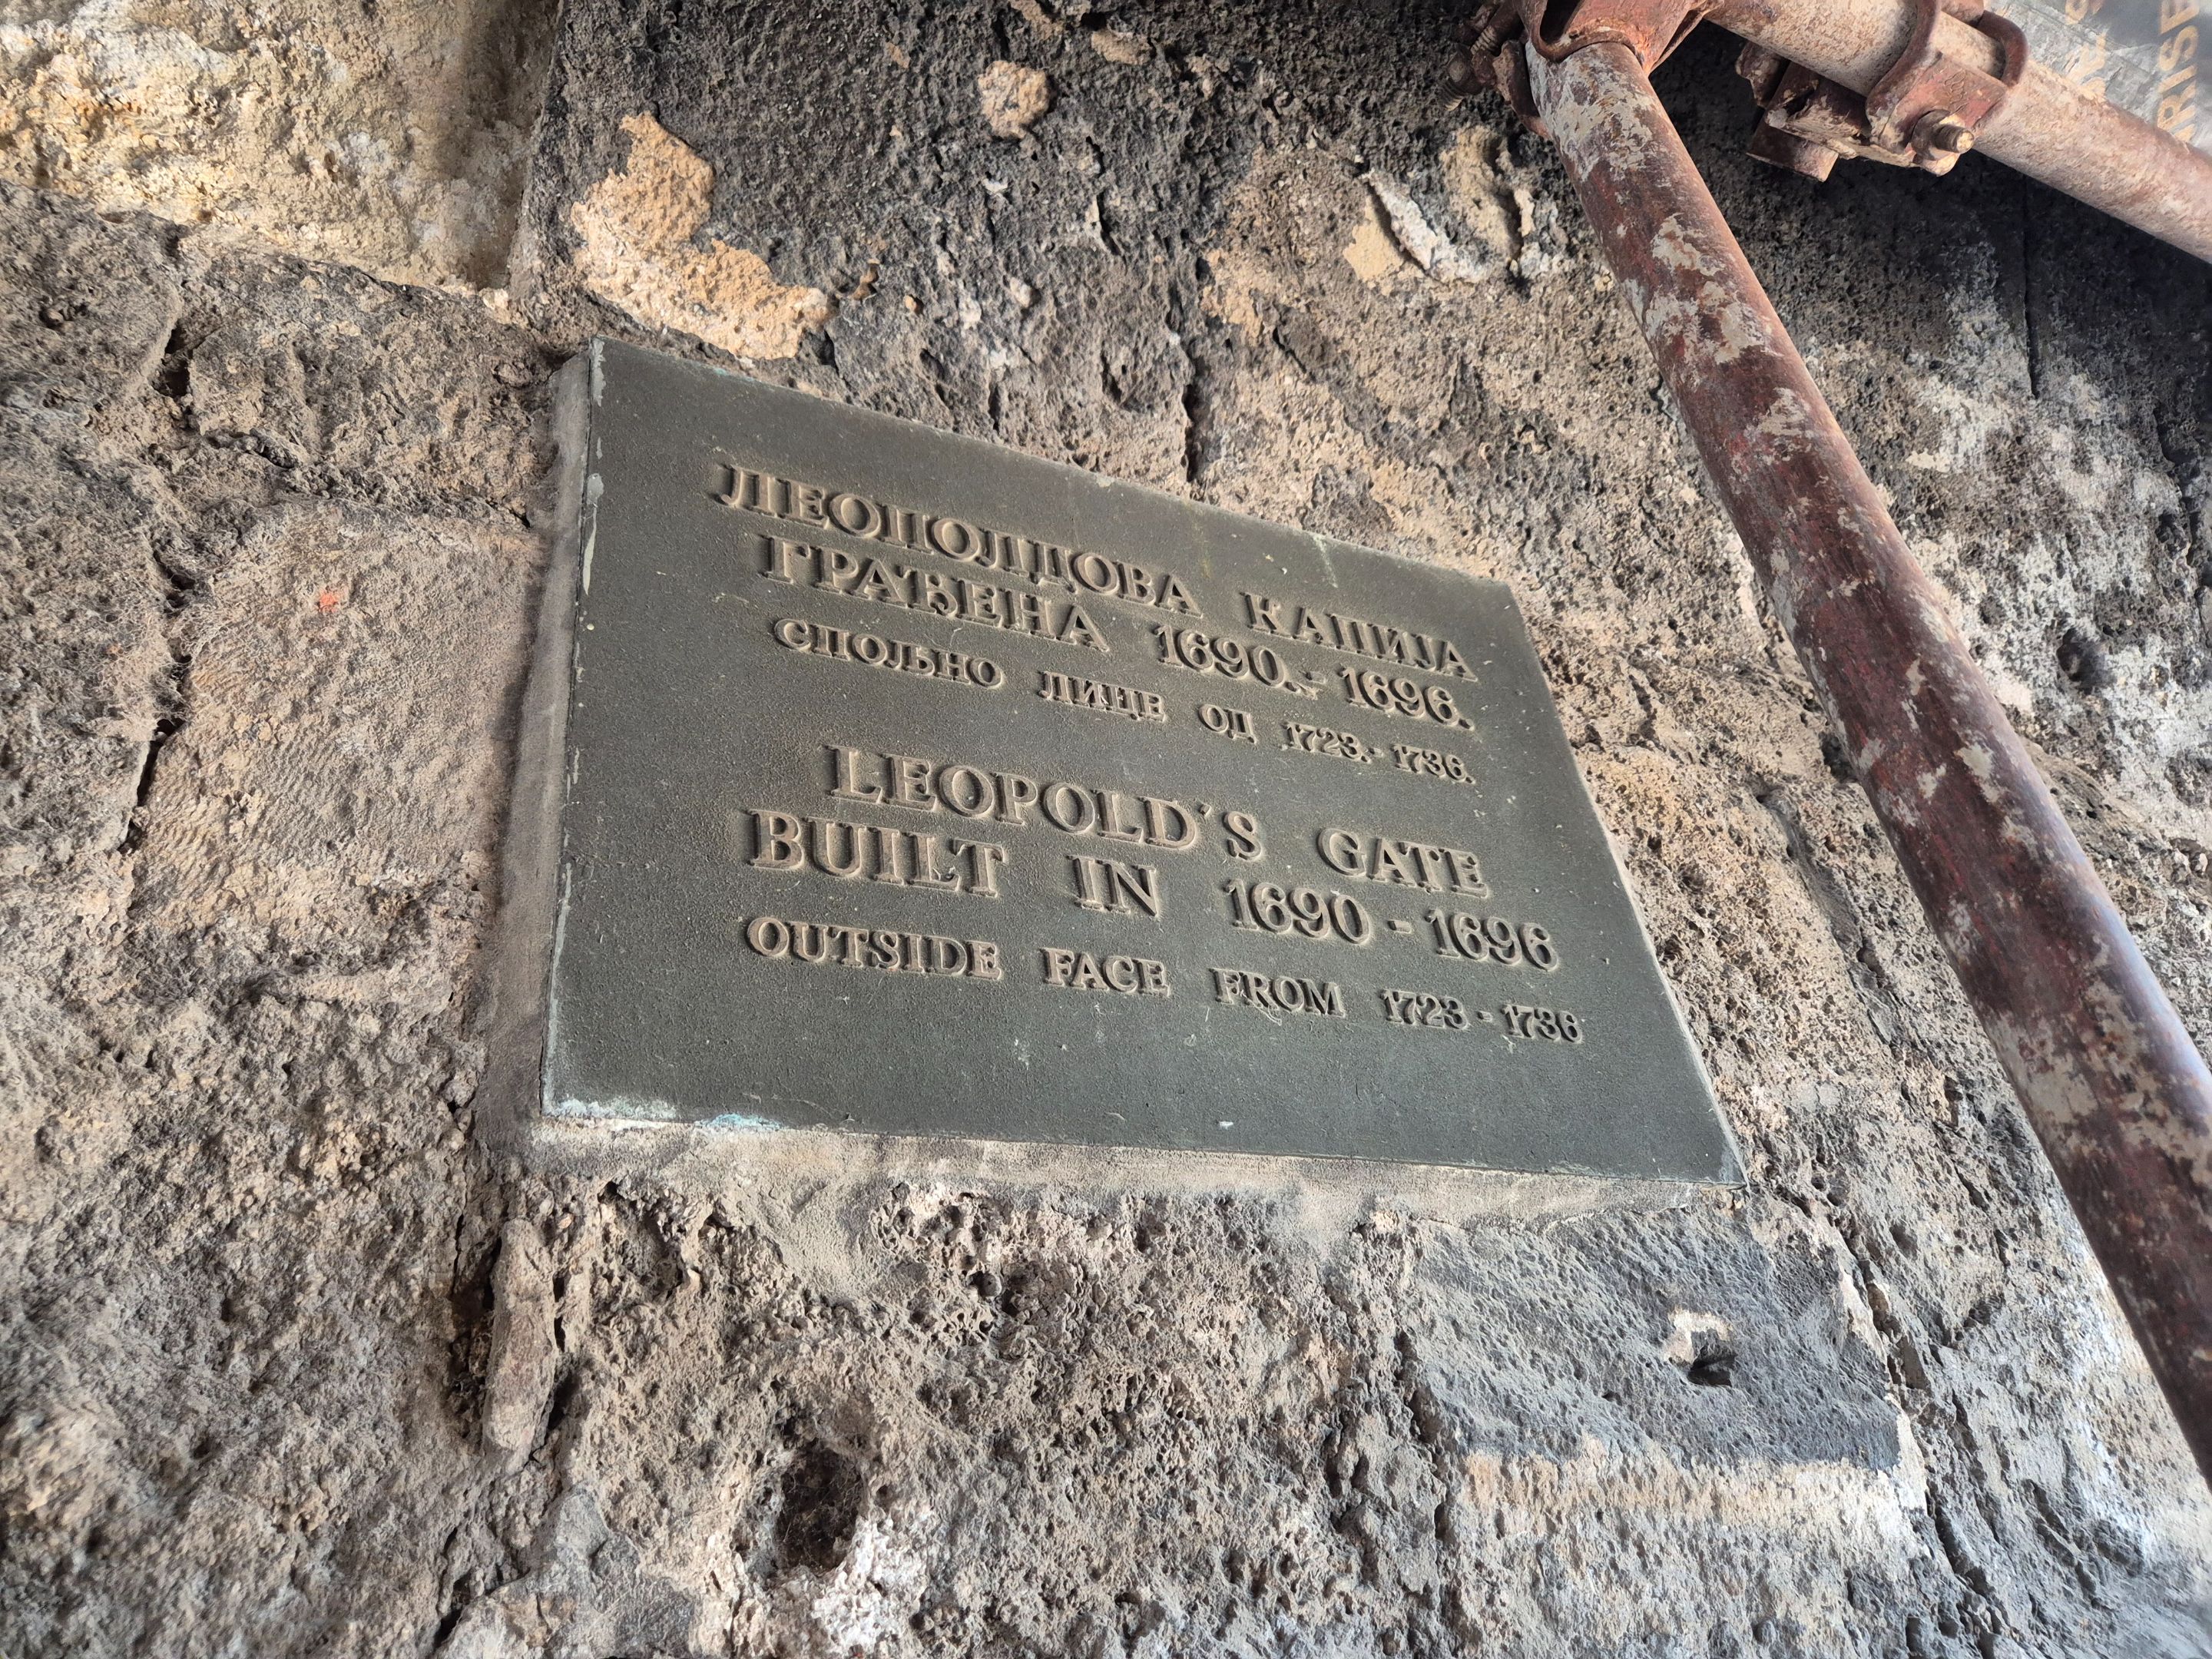 ЛЕОПОЛДОВА КАПИЈА
ГРАЂЕНА 1690.- 1696.
СПОЉНО ЛИЦЕ ОД 1723.- 1736.
LEOPOLD'S GATE
BUILT IN 1690 - 1696
OUTSIDE FACE FROM 1723 - 1736